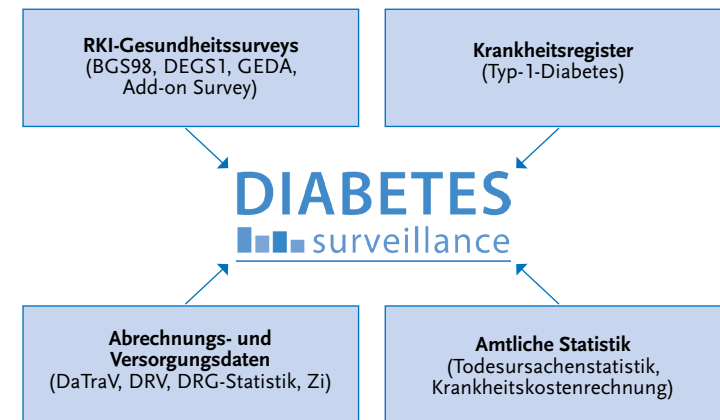 RKI-Gesundheitssurveys
(BGS98, DEGS1, GEDA,
Add-on Survey)
Krankheitsregister
(Typ-1-Diabetes)
DIABETES
surveillance
Abrechnungs- und
Versorgungsdaten
(DaTraV, DRV, DRG-Statistik, Zi)
Amtliche Statistik
(Todesursachenstatistik,
Krankheitskostenrechnung)